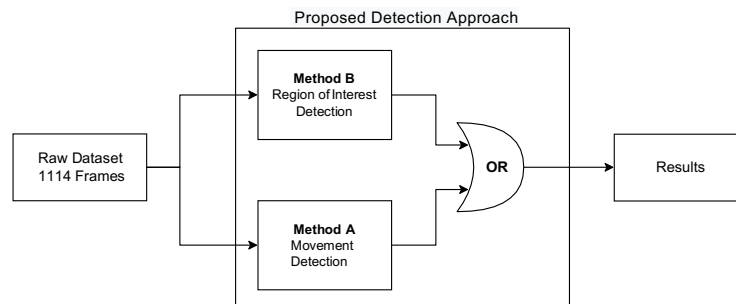 Proposed Detection Approach
Method B
Region of Interest
Detection
Raw Dataset
1114 Frames
OR
Results
Method A
Movement
Detection